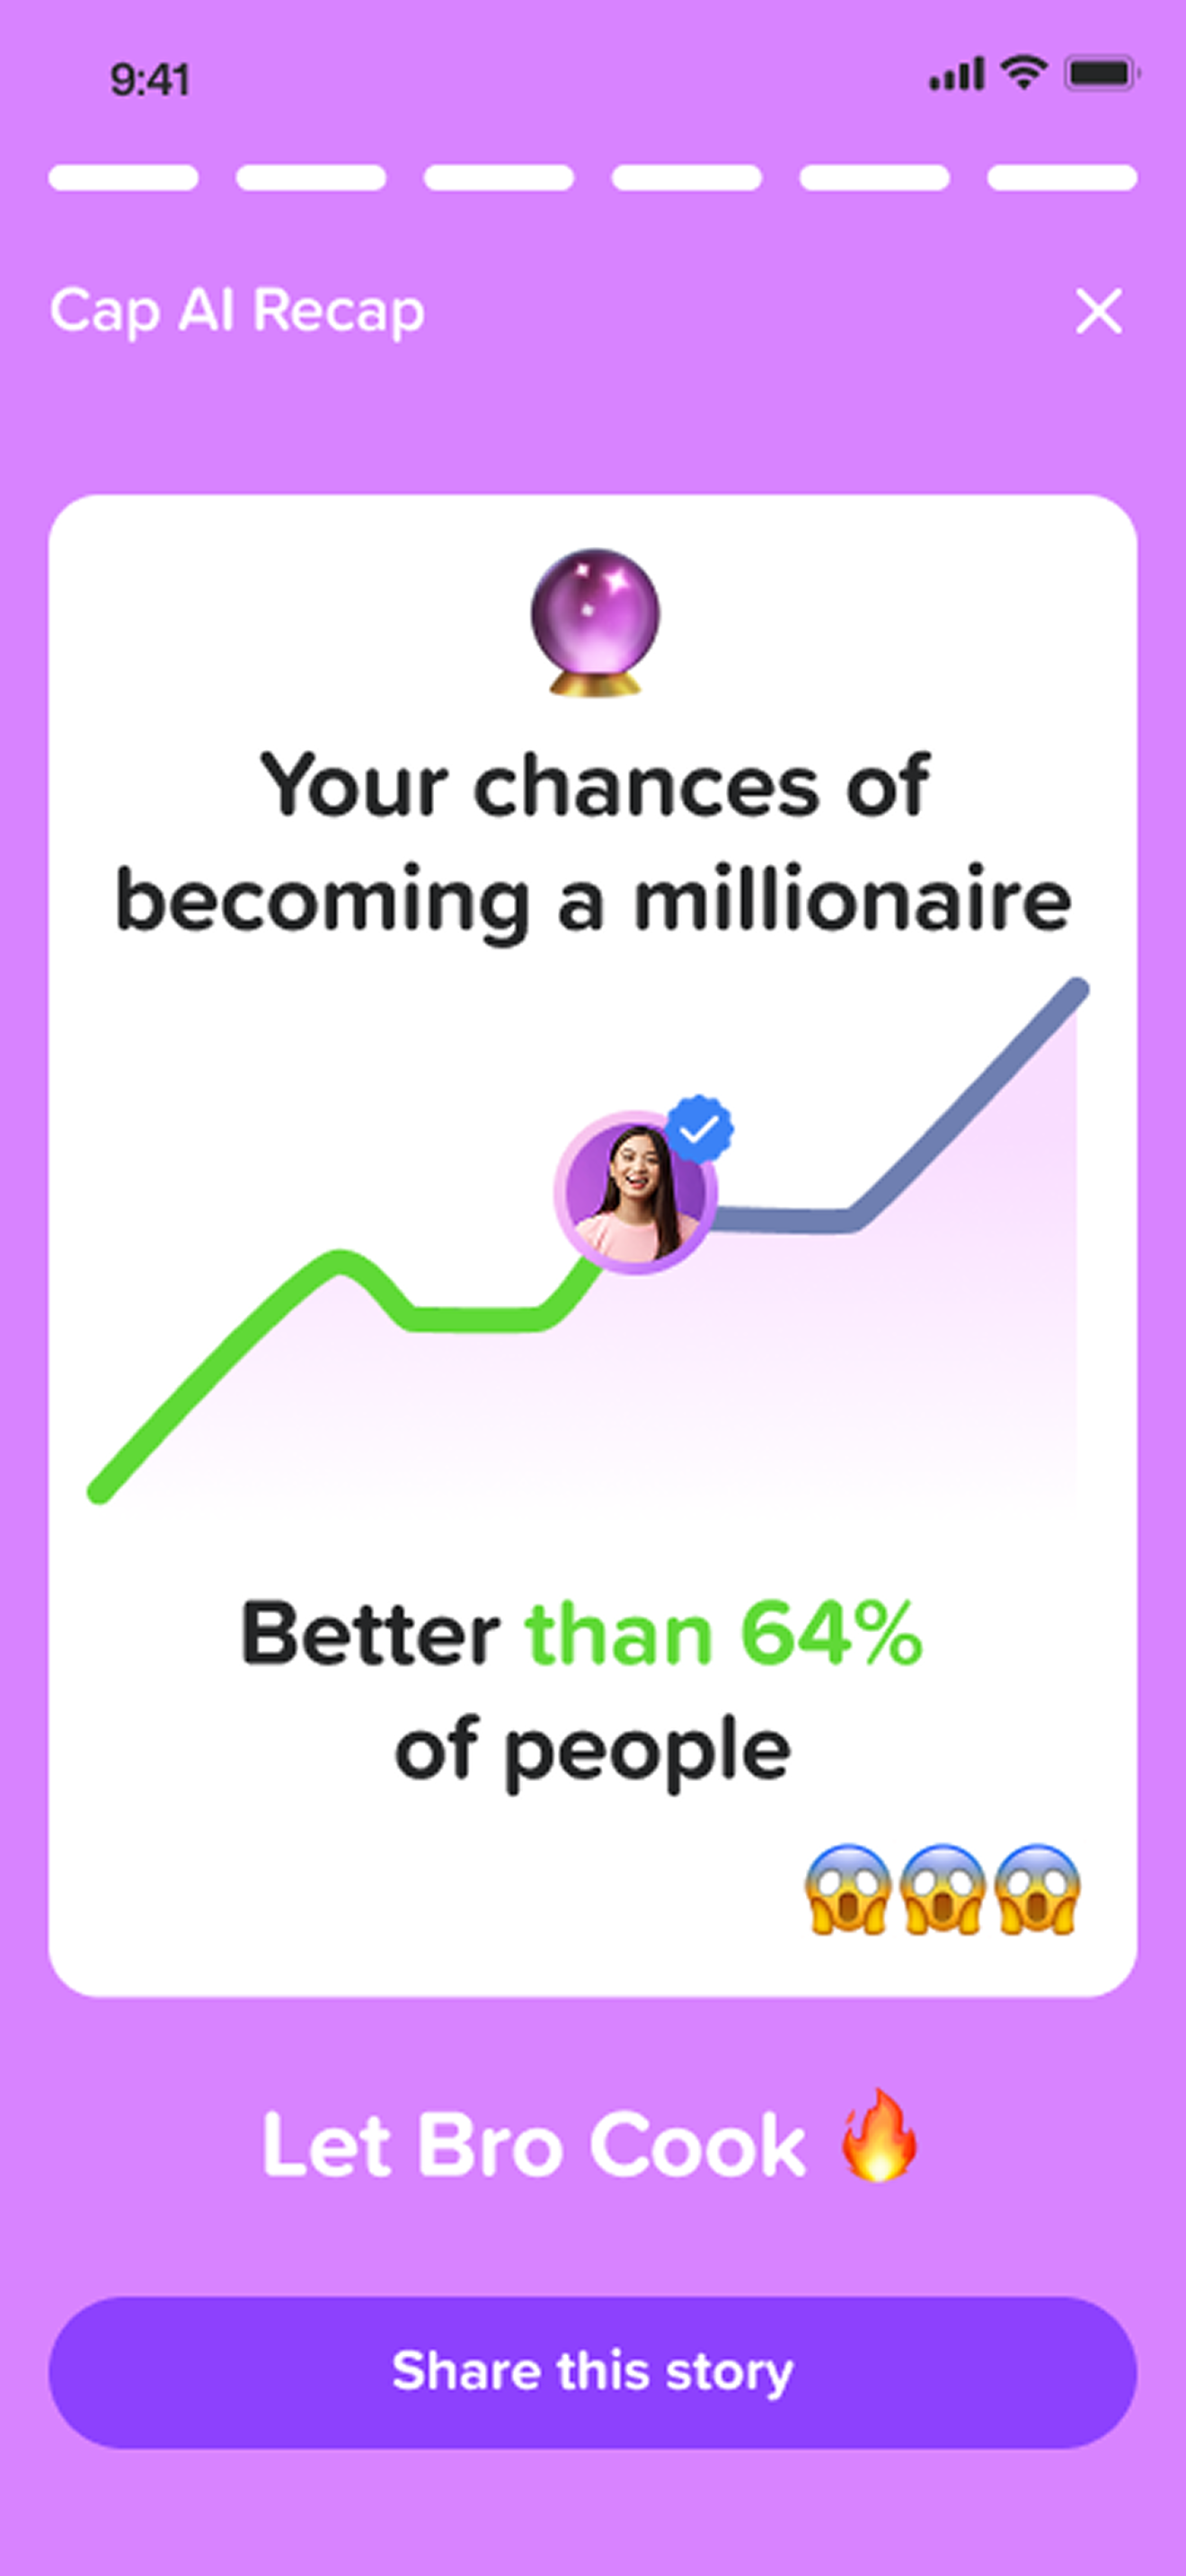 9:41
Cap AI Recap
Your chances of
becoming a millionaire
Better than 64%
of people
Let Bro Cook 🔥
Share this story